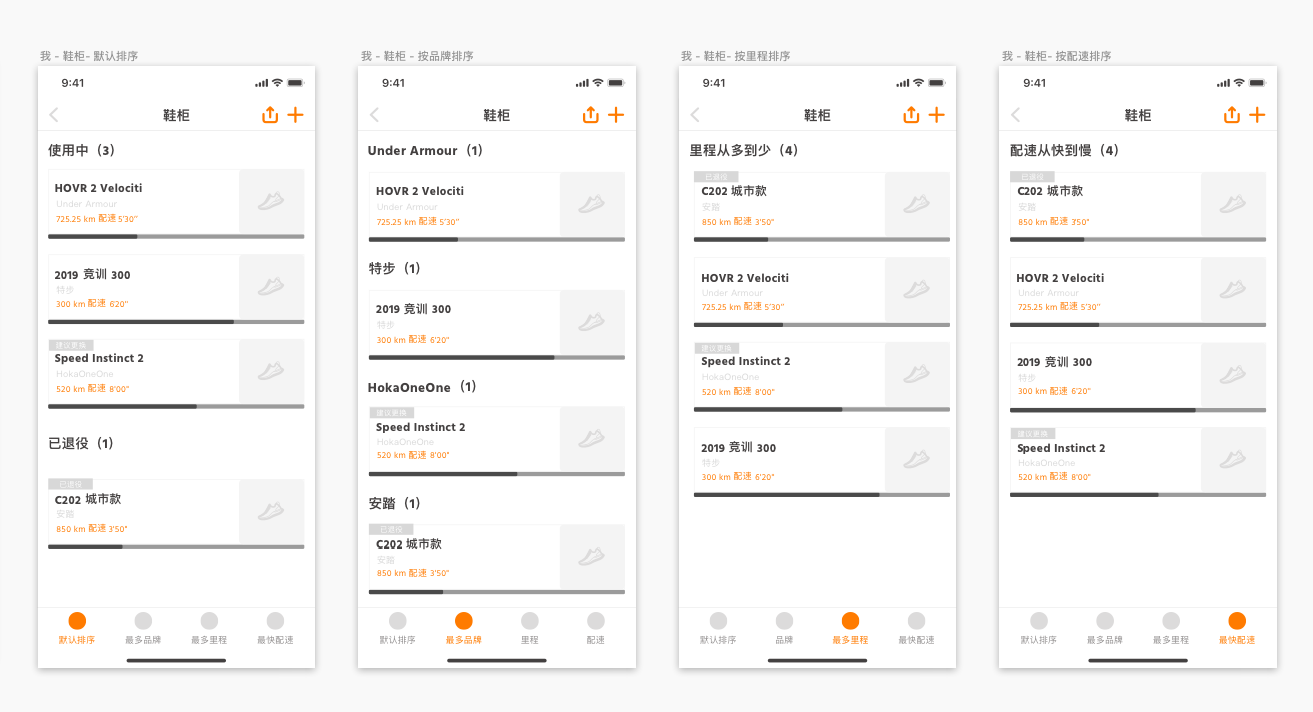 我 - 鞋柜- 默认排序
9:41
鞋柜
使用中（3）
HOVR 2 Velociti
Under Armour
725.25 km 配速 5'30"
2019 竞训 300
特步
300 km 配速 6'20"
建议更换
Speed Instinct 2
HokaOneOne
520 km 配速 8'00"
已退役（1）
已退役
C202 城市款
安踏
850 km 配速 3'50"
默认排序 最多品牌 最多里程 最快配速
我 - 鞋柜 - 按品牌排序
9:41
鞋柜
Under Armour（1）
HOVR 2 Velociti
Under Armour
725.25 km 配速 5'30"
特步（1）
2019 竞训 300
特步
300 km 配速 6'20"
HokaOneOne（1）
建议更换
Speed Instinct 2
HokaOneOne
520 km 配速 8'00"
安踏（1）
已退役
C202 城市款
安踏
850 km 配速 3'50"
默认排序 最多品牌 里程 配速
我 - 鞋柜- 按里程排序
9:41
鞋柜
里程从多到少（4）
已退役
C202 城市款
安踏
850 km 配速 3'50"
HOVR 2 Velociti
Under Armour
725.25 km 配速 5'30"
建议更换
Speed Instinct 2
HokaOneOne
520 km 配速 8'00"
2019 竞训 300
特步
300 km 配速 6'20"
默认排序 品牌 最多里程 最快配速
我 - 鞋柜- 按配速排序
9:41
鞋柜
配速从快到慢（4）
已退役
C202 城市款
安踏
850 km 配速 3'50"
HOVR 2 Velociti
Under Armour
725.25 km 配速 5'30"
2019 竞训 300
特步
300 km 配速 6'20"
建议更换
Speed Instinct 2
HokaOneOne
520 km 配速 8'00"
默认排序 最多品牌 最多里程 最快配速